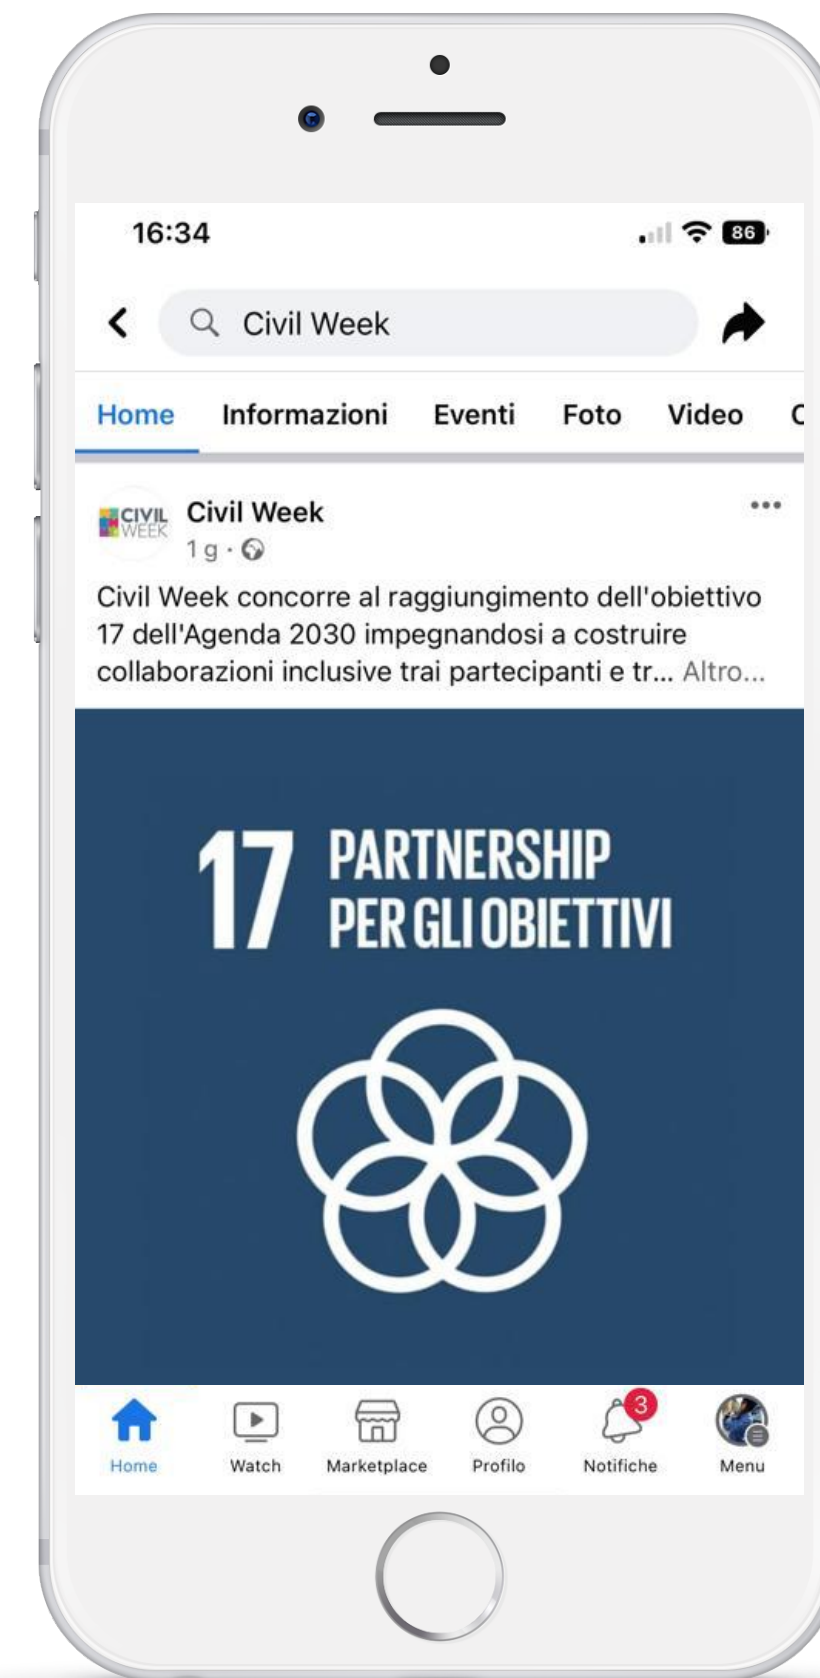 16:34
86
Civil Week
Home Informazioni Eventi Foto Video
CIVIL
WEEK
Civil Week
1 g ·
Civil Week concorre al raggiungimento dell'obiettivo
17 dell'Agenda 2030 impegnandosi a costruire
collaborazioni inclusive trai partecipanti e tr... Altro...
17 PARTNERSHIP
PER GLI OBIETTIVI
3
Home Watch Marketplace Profilo Notifiche Menu